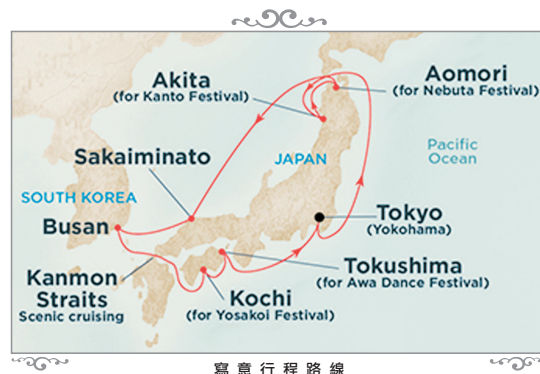 Akita
(for Kanto Festival)
Aomori
(for Nebuta Festival)
Sakaiminato
JAPAN
Pacific
Ocean
SOUTH KOREA
Busan
Tokyo
(Yokohama)
Kanmon
Straits
Scenic cruising
Tokushima
(for Awa Dance Festival)
Kochi
(for Yosakoi Festival)
寫意行程路線